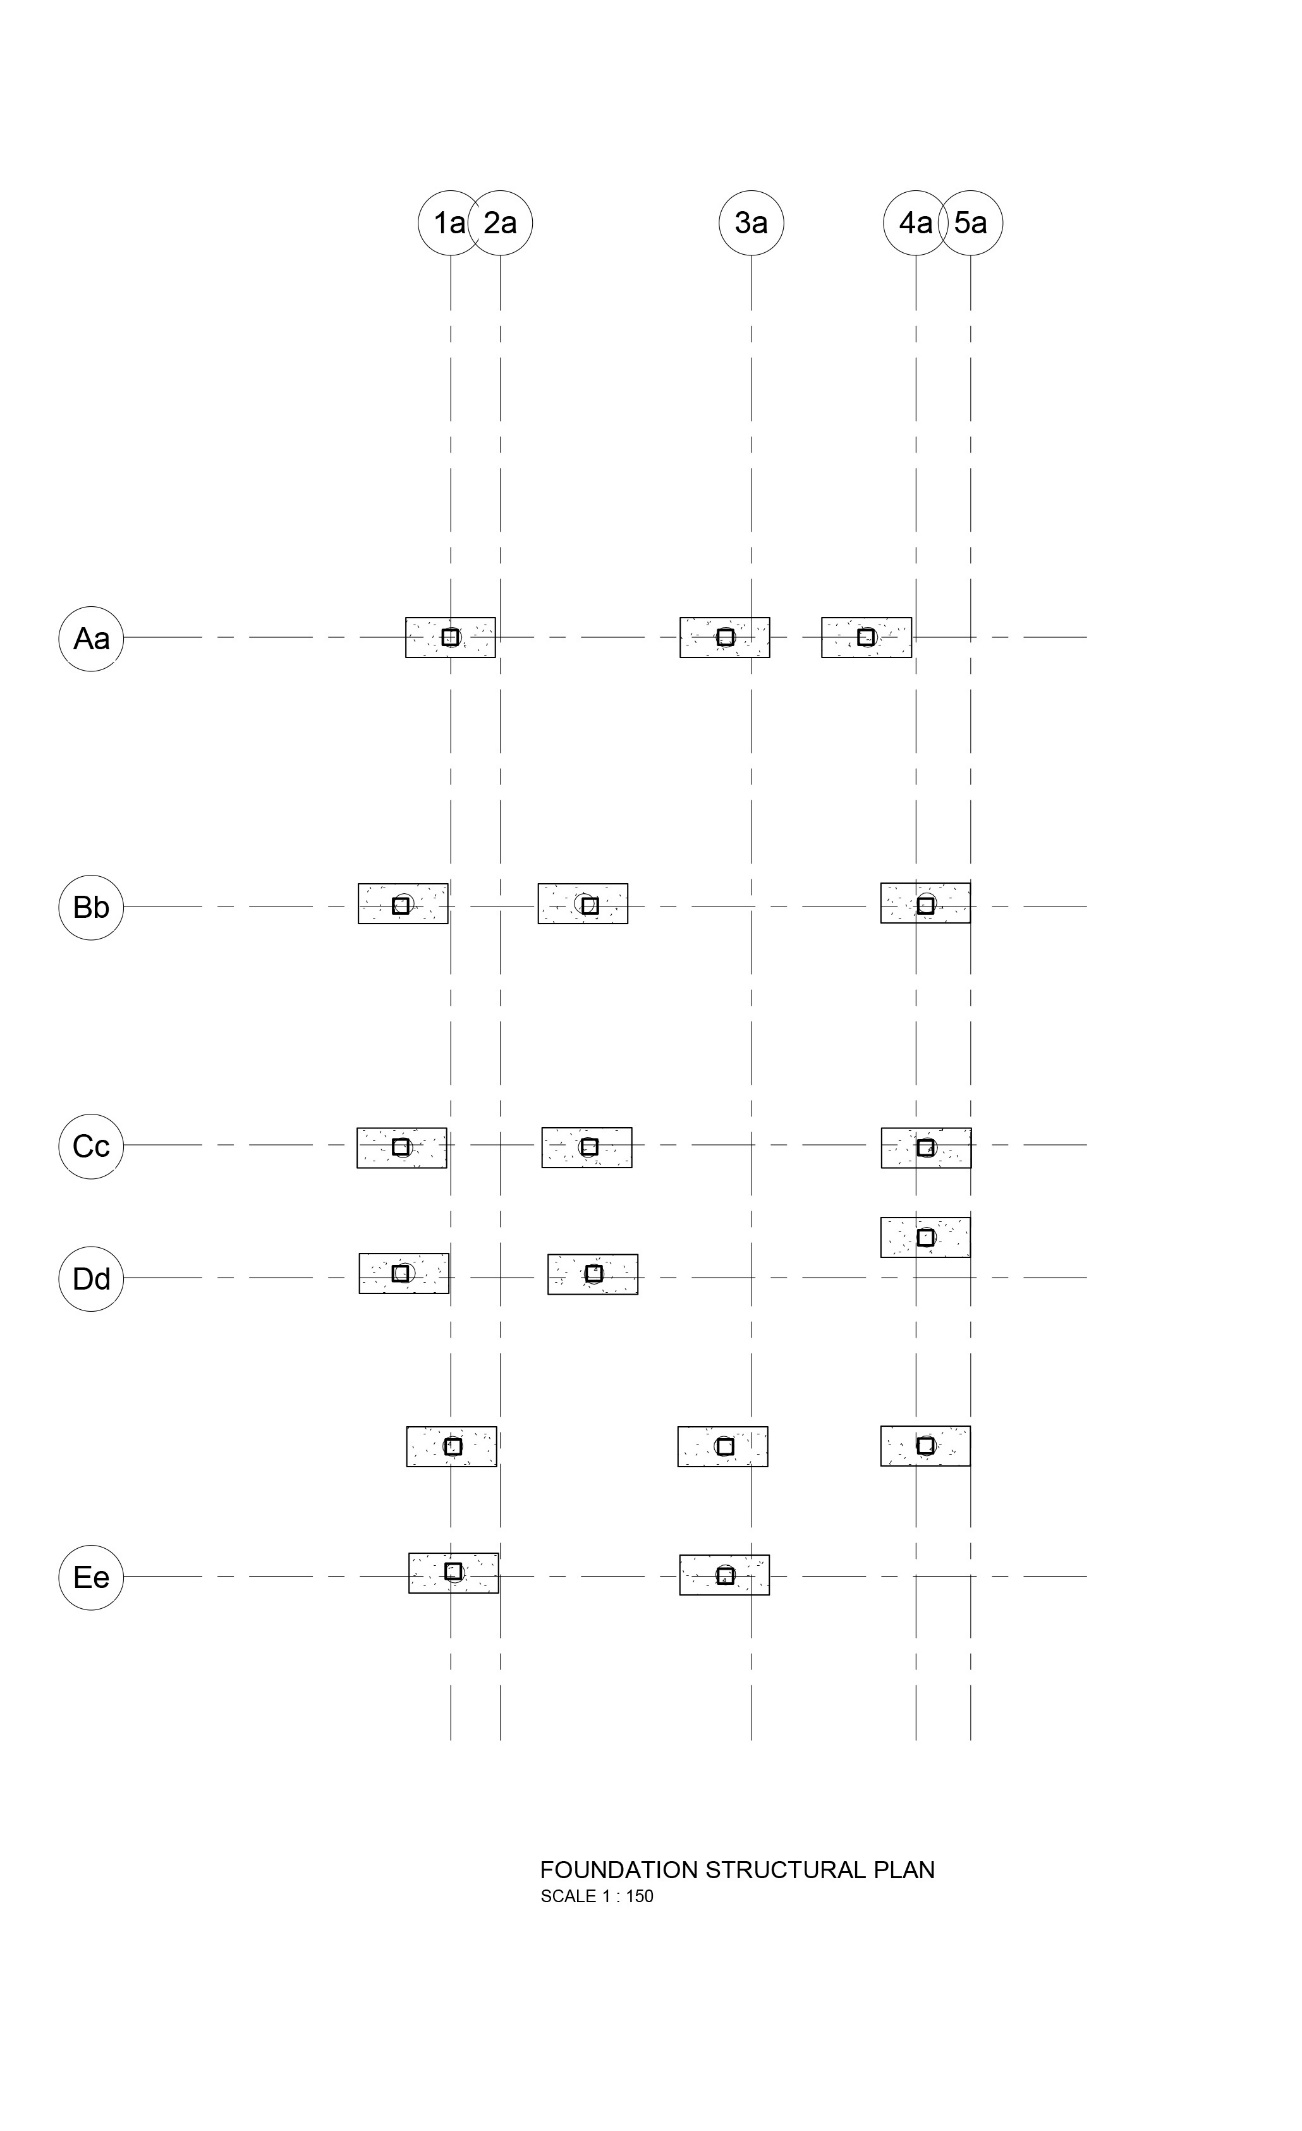 1a 2a 3a 4a 5a
Aa
Bb
Cc
Dd
Ee
FOUNDATION STRUCTURAL PLAN
SCALE 1 : 150